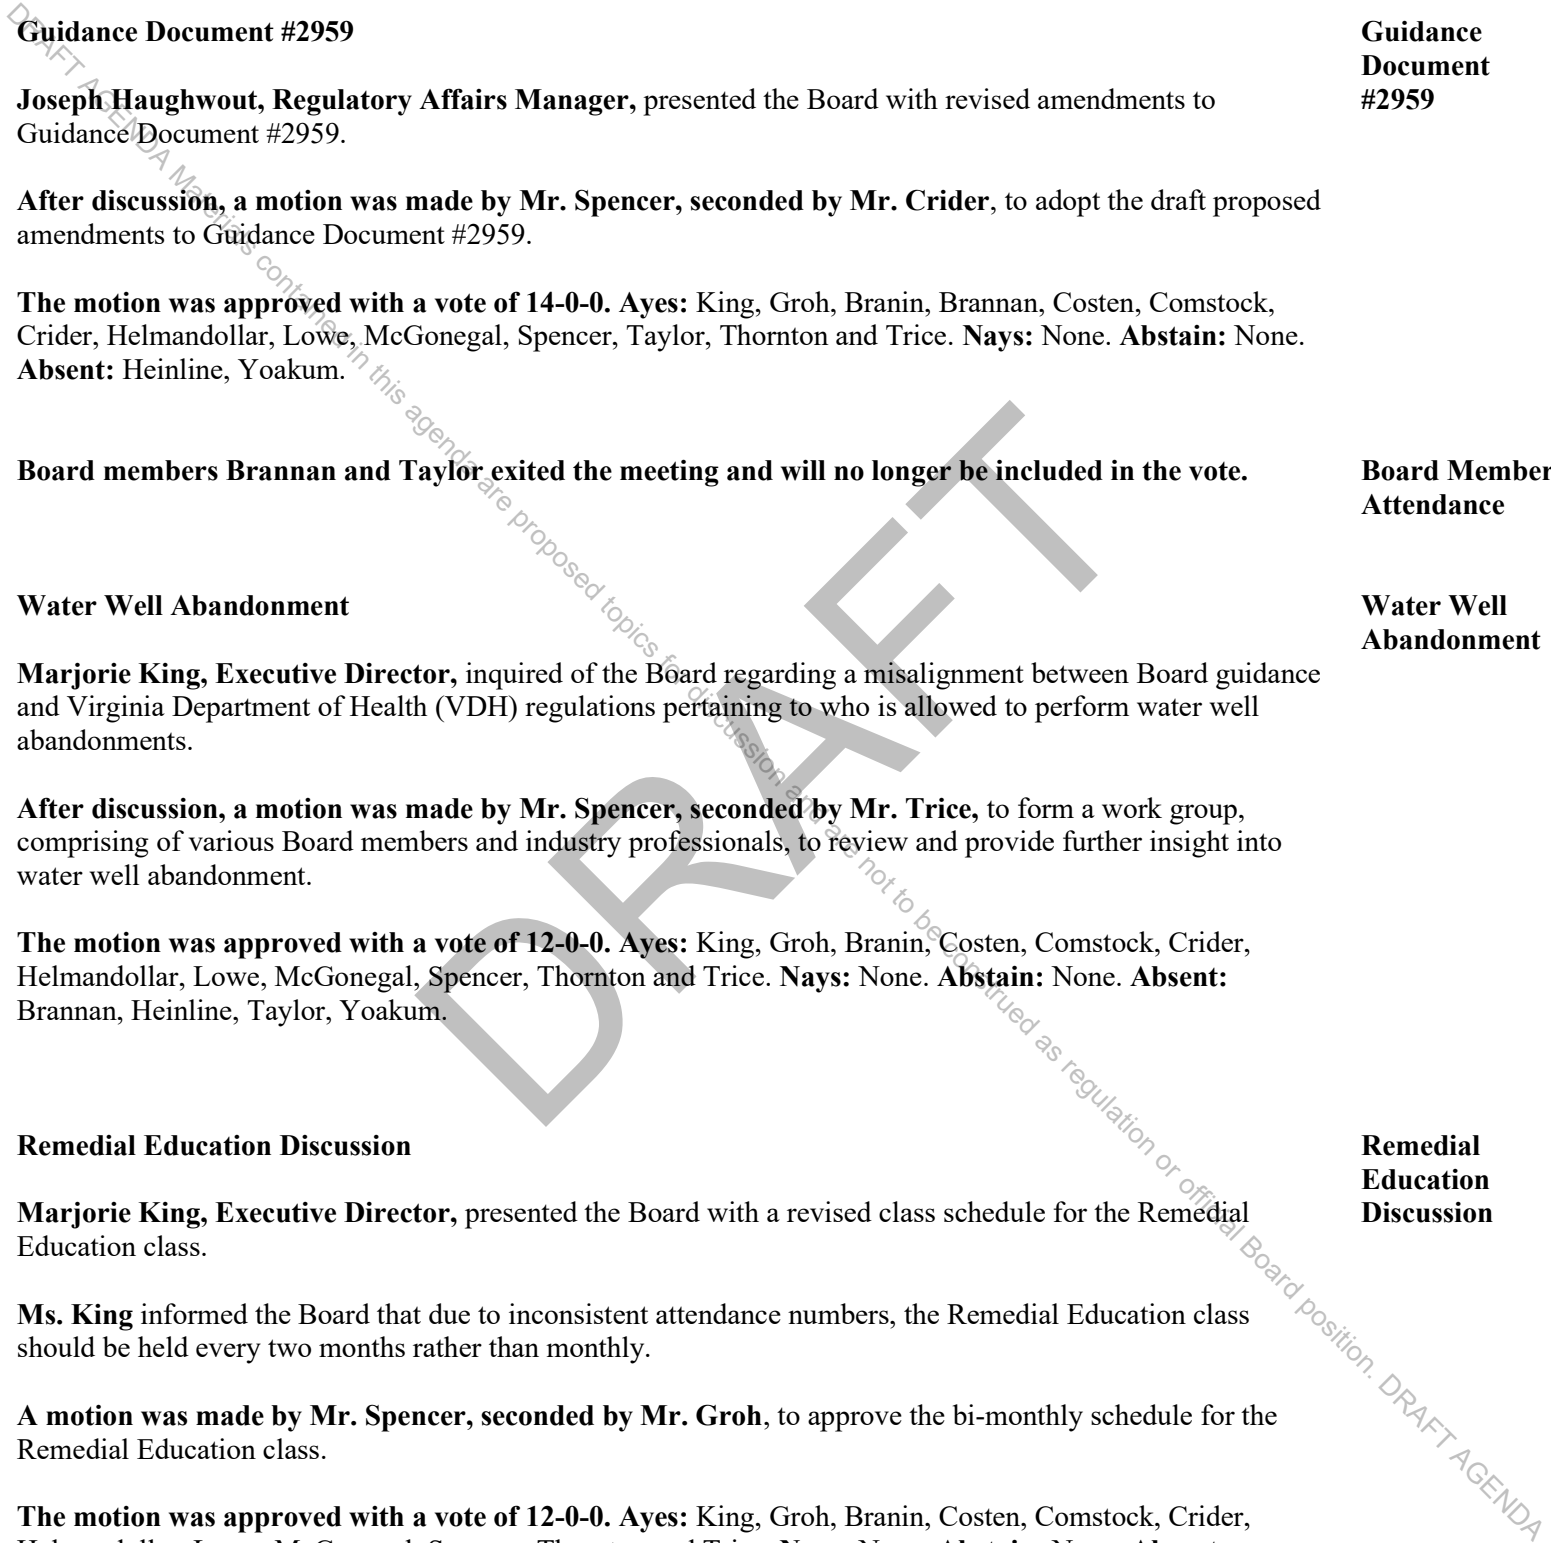 Guidance Document #2959
Guidance
Document
#2959
Joseph Haughwout, Regulatory Affairs Manager, presented the Board with revised amendments to
Guidance Document #2959.
After discussion, a motion was made by Mr. Spencer, seconded by Mr. Crider, to adopt the draft proposed
amendments to Guidance Document #2959.
The motion was approved with a vote of 14-0-0. Ayes: King, Groh, Branin, Brannan, Costen, Comstock,
Crider, Helmandollar, Lowe, McGonegal, Spencer, Taylor, Thornton and Trice. Nays: None. Abstain: None.
Absent: Heinline, Yoakum.
Board members Brannan and Taylor exited the meeting and will no longer be included in the vote.
Board Member
Attendance
Water Well Abandonment
Water Well
Abandonment
Marjorie King, Executive Director, inquired of the Board regarding a misalignment between Board guidance
and Virginia Department of Health (VDH) regulations pertaining to who is allowed to perform water well
abandonments.
After discussion, a motion was made by Mr. Spencer, seconded by Mr. Trice, to form a work group,
comprising of various Board members and industry professionals, to review and provide further insight into
water well abandonment.
The motion was approved with a vote of 12-0-0. Ayes: King, Groh, Branin, Costen, Comstock, Crider,
Helmandollar, Lowe, McGonegal, Spencer, Thornton and Trice. Nays: None. Abstain: None. Absent:
Brannan, Heinline, Taylor, Yoakum.
Remedial Education Discussion
Remedial
Education
Discussion
Marjorie King, Executive Director, presented the Board with a revised class schedule for the Remedial
Education class.
Ms. King informed the Board that due to inconsistent attendance numbers, the Remedial Education class
should be held every two months rather than monthly.
A motion was made by Mr. Spencer, seconded by Mr. Groh, to approve the bi-monthly schedule for the
Remedial Education class.
The motion was approved with a vote of 12-0-0. Ayes: King, Groh, Branin, Costen, Comstock, Crider,
DRAFT
DRAFT AGENDA Materials contained in this agenda are proposed topics for discussion and are not to be construed as regulation or official Board position. DRAFT AGENDA